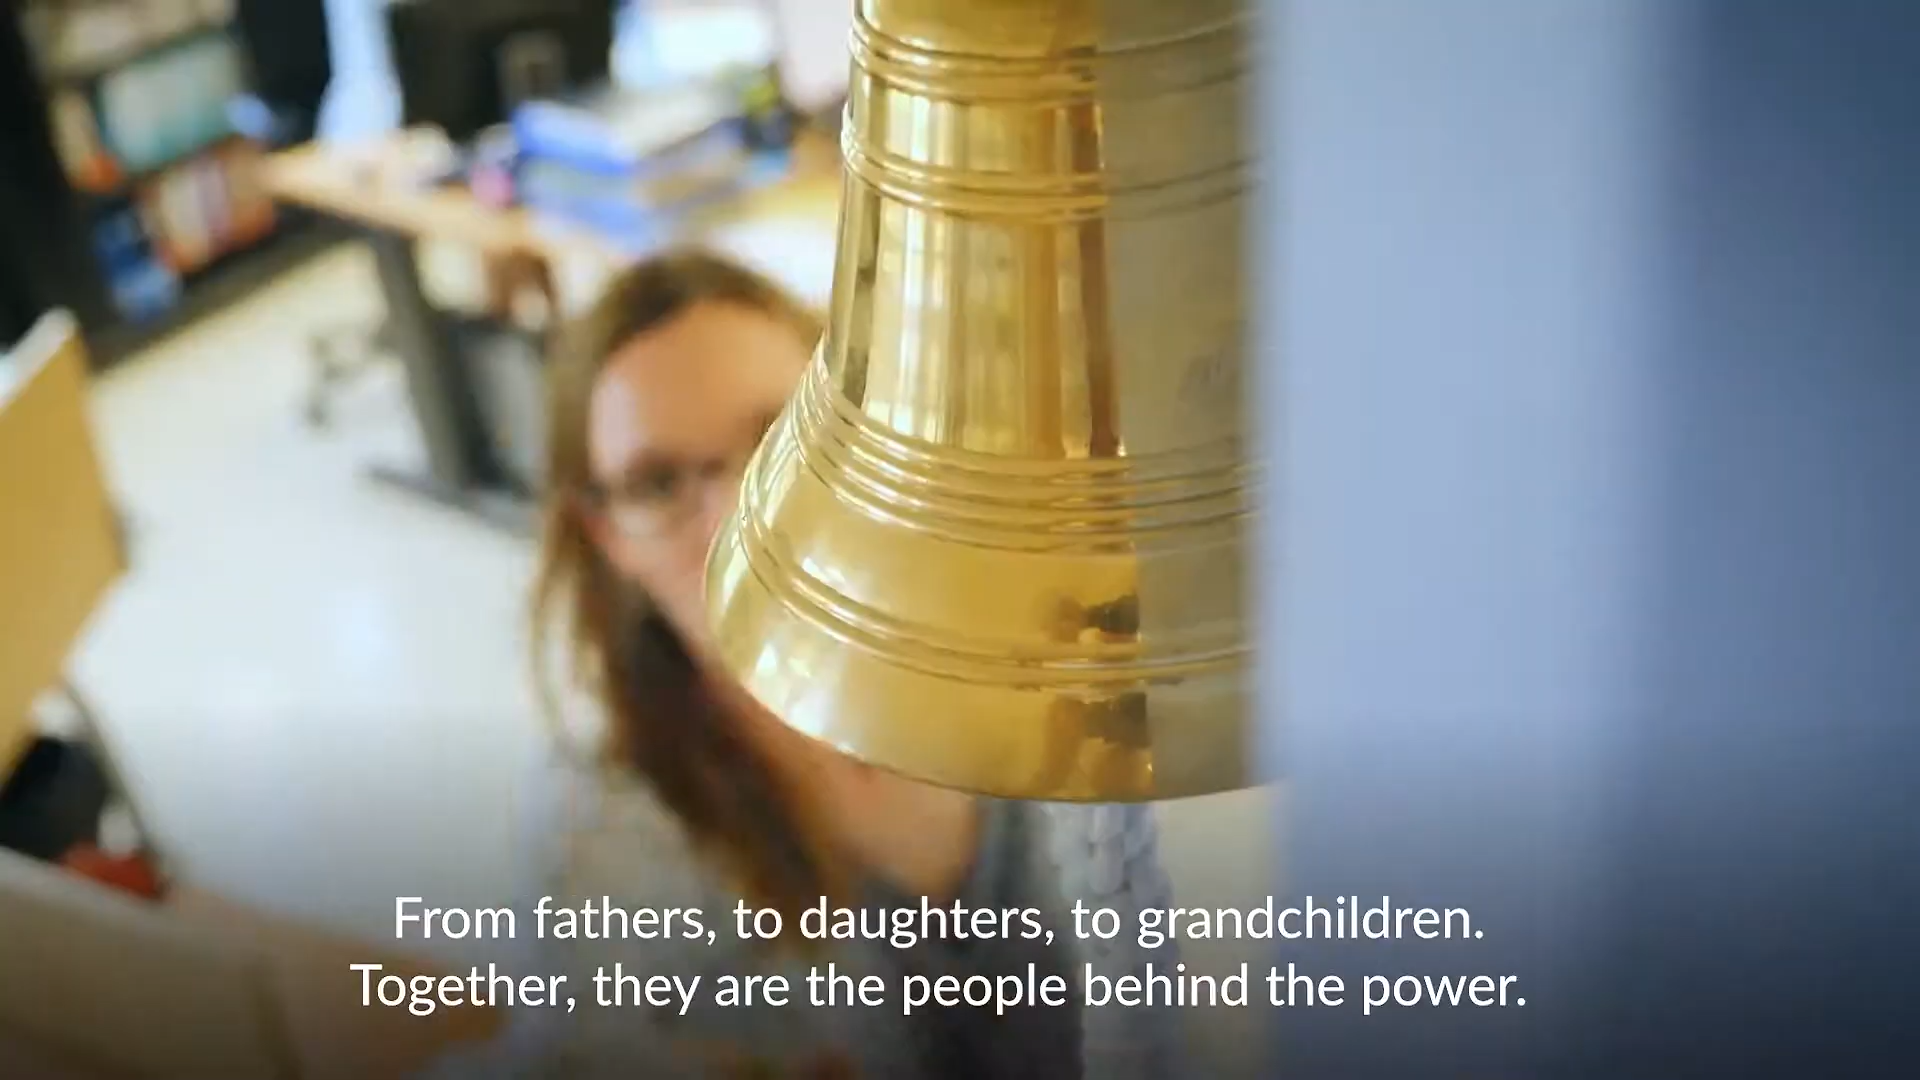 From fathers, to daughters, to grandchildren.
Together, they are the people behind the power.